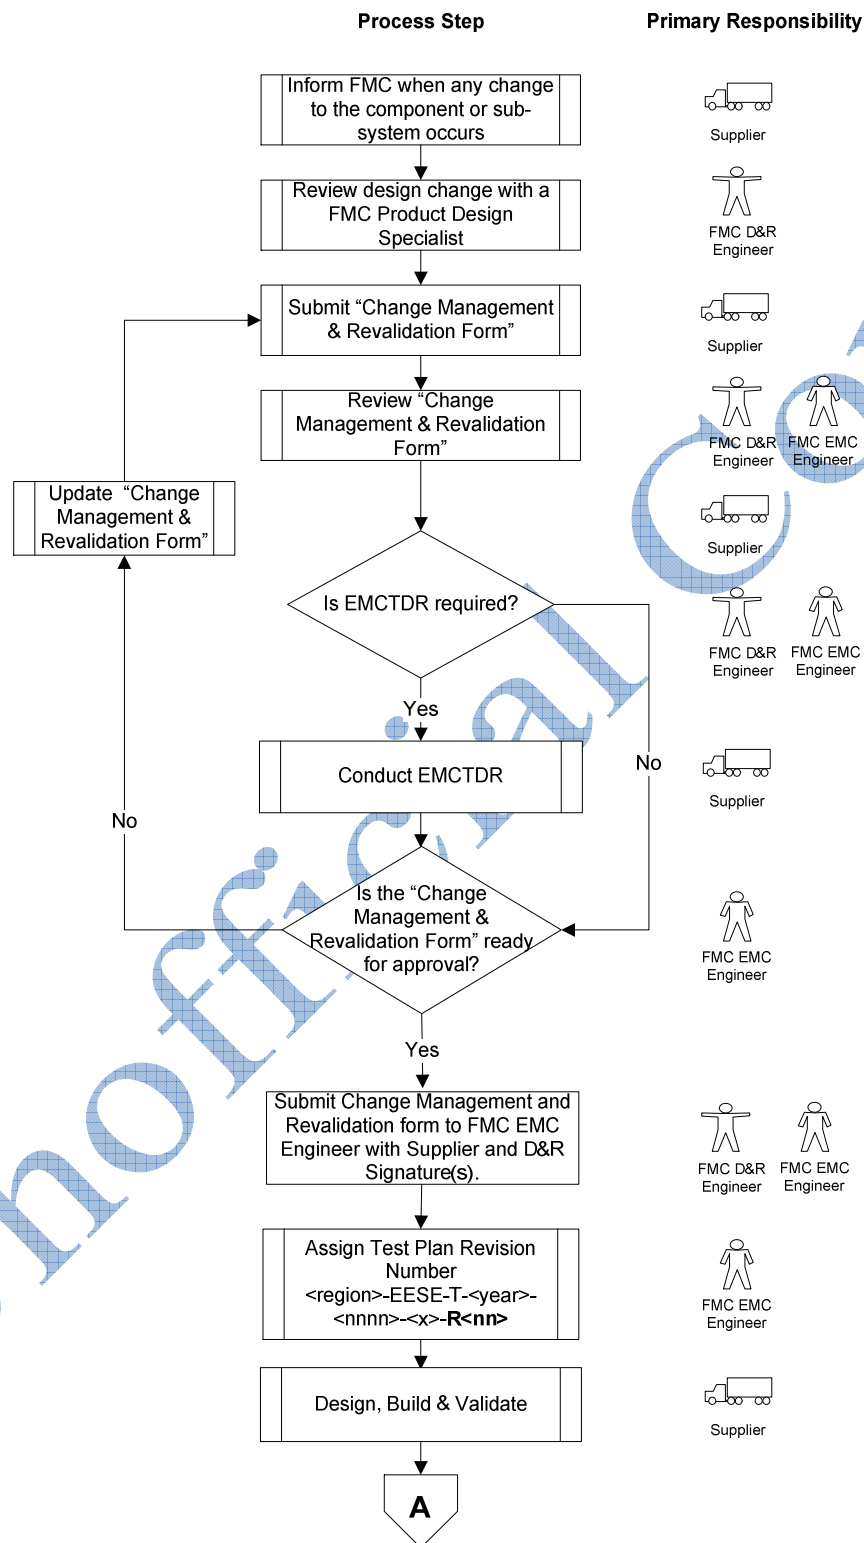 Process Step
Primary Responsibility
Inform FMC when any change
to the component or sub-
system occurs
Supplier
Review design change with a
FMC Product Design
Specialist
FMC D&R
Engineer
Submit “Change Management
& Revalidation Form”
Supplier
Review “Change
Management & Revalidation
Form”
FMC D&R
Engineer
FMC EMC
Engineer
Update “Change
Management &
Revalidation Form”
Supplier
Is EMCTDR required?
FMC D&R
Engineer
FMC EMC
Engineer
Yes
No
Conduct EMCTDR
Supplier
No
Is the “Change
Management &
Revalidation Form” ready
for approval?
FMC EMC
Engineer
Yes
Submit Change Management and
Revalidation form to FMC EMC
Engineer with Supplier and D&R
Signature(s).
FMC D&R
Engineer
FMC EMC
Engineer
Assign Test Plan Revision
Number
<region>-EESE-T-<year>-
<nnnn>-<x>-R<nn>
FMC EMC
Engineer
Design, Build & Validate
Supplier
A